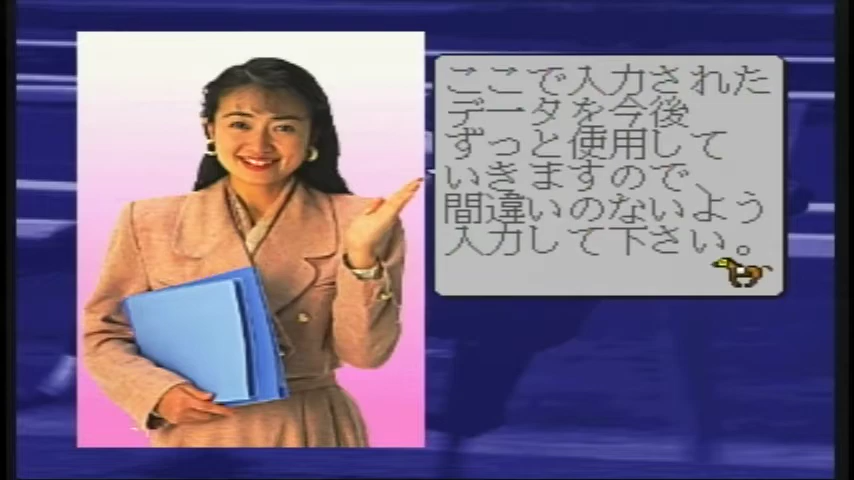 ここで入力された
データを今後
ずっと使用して
いきますので、
間違いのないよう
入力して下さい。